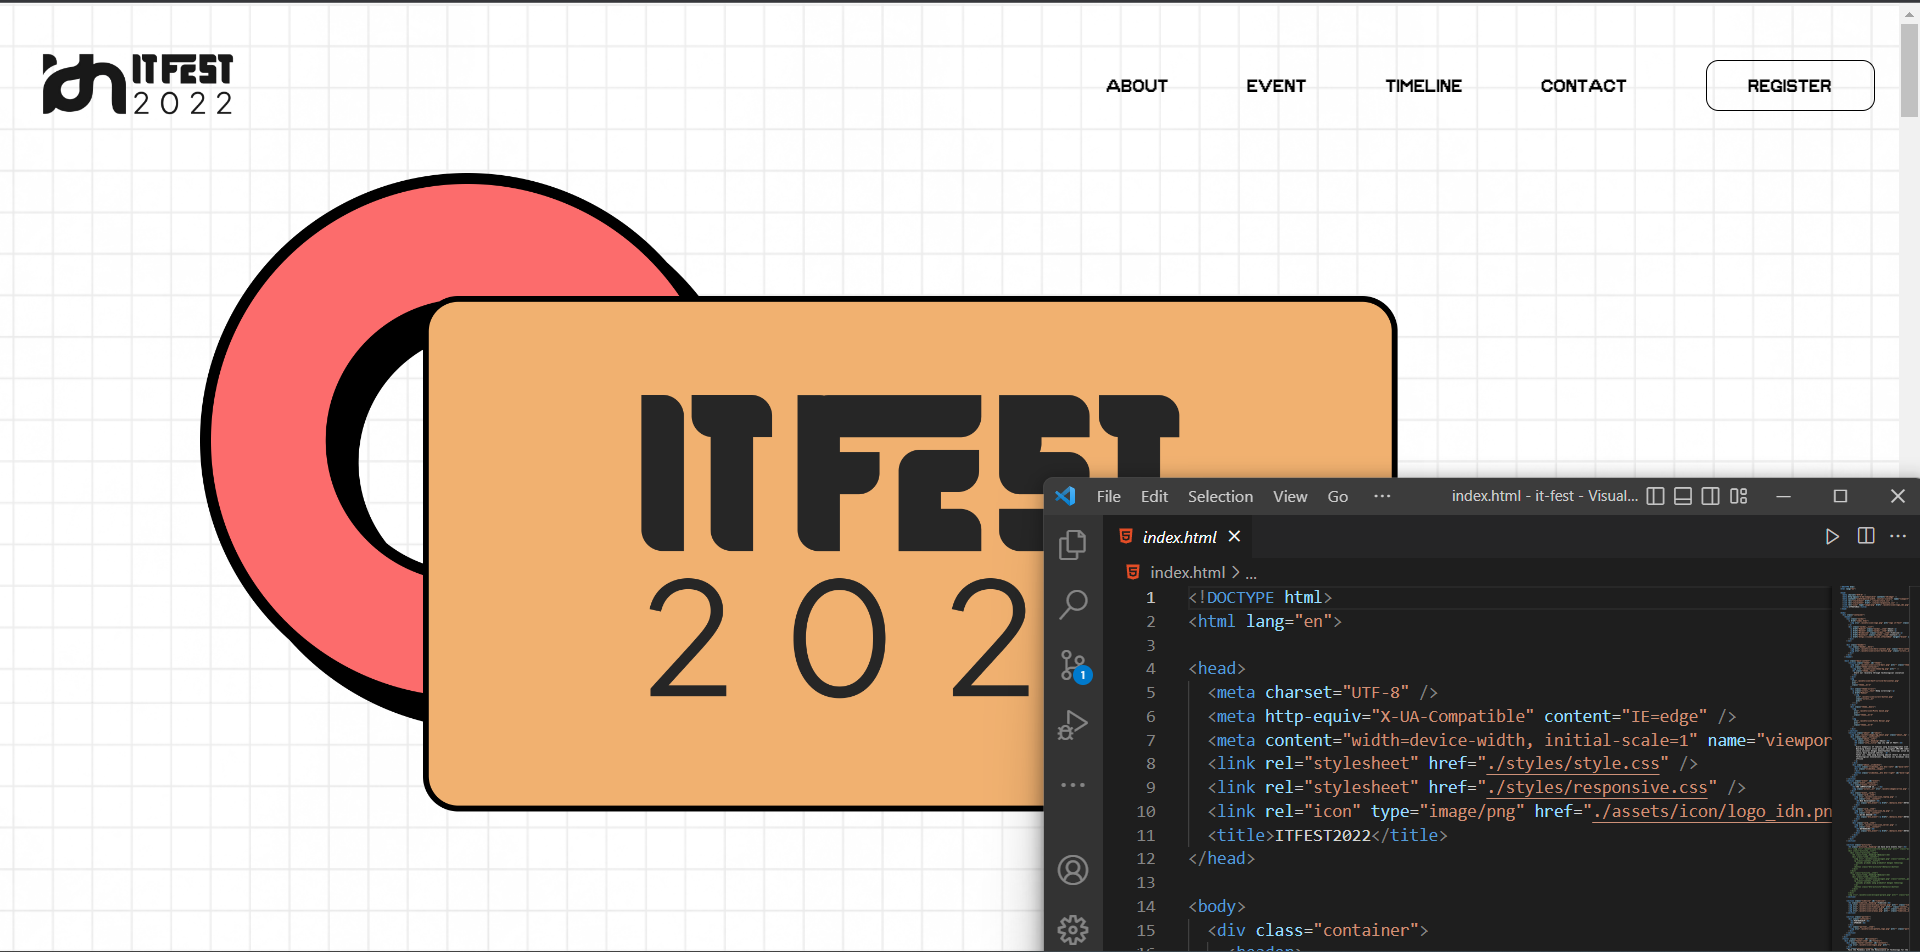 IT FEST
2022
ABOUT
EVENT
TIMELINE
CONTACT
REGISTER
IT FEST
202
File Edit Selection View Go ··· index.html - it-fest - Visual...
index.html
index.html > ...
1 <!DOCTYPE html>
2 <html lang="en">
3
4 <head>
5 <meta charset="UTF-8" />
6 <meta http-equiv="X-UA-Compatible" content="IE=edge" />
7 <meta content="width=device-width, initial-scale=1" name="viewpor
8 <link rel="stylesheet" href="./styles/style.css" />
9 <link rel="stylesheet" href="./styles/responsive.css" />
10 <link rel="icon" type="image/png" href="./assets/icon/logo_idn.pn
11 <title>ITFEST2022</title>
12 </head>
13
14 <body>
15 <div class="container">
1